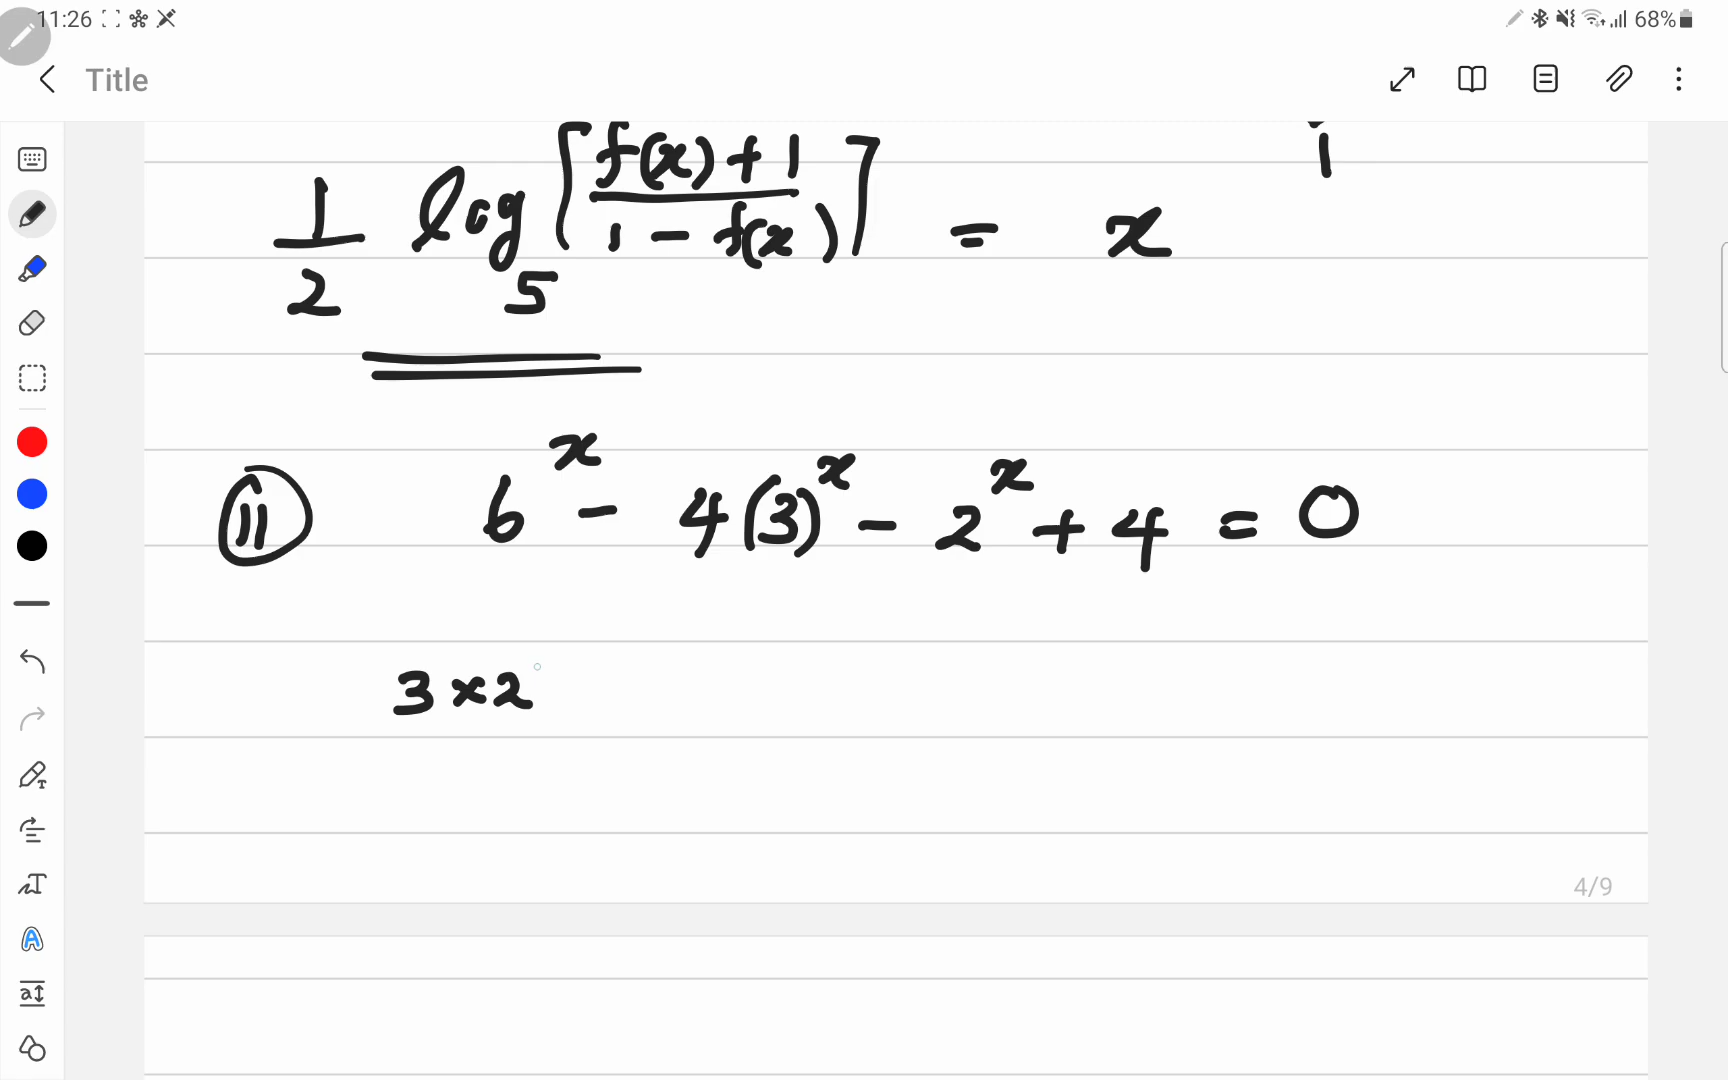 11:26 68%
Title
1/2 log₅[(f(x) + 1)/(1 - f(x))] = x
i
(11) 6^x - 4(3)^x - 2^x + 4 = 0
3 × 2
4/9